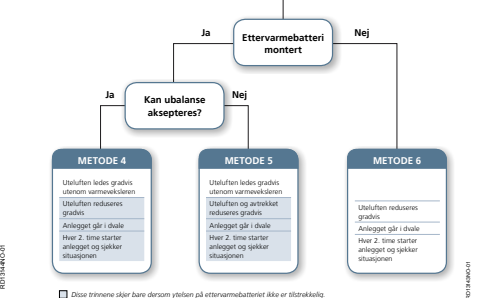 Ja
Ettervarmebatteri
montert
Nej
Ja
Kan ubalanse
aksepteres?
Nej
METODE 4
Uteluften ledes gradvis
utenom varmeveksleren
Uteluften reduseres
gradvis
Anlegget går i dvale
Hver 2. time starter
anlegget og sjekker
situasjonen
METODE 5
Uteluften ledes gradvis
utenom varmeveksleren
Uteluften og avtrekket
reduseres gradvis
Anlegget går i dvale
Hver 2. time starter
anlegget og sjekker
situasjonen
METODE 6
Uteluften reduseres
gradvis
Anlegget går i dvale
Hver 2. time starter
anlegget og sjekker
situasjonen
Disse trinnene skjer bare dersom ytelsen på ettervarmebatteriet ikke er tilstrekkelig.
RD13144NO-01
RD13143NO-01